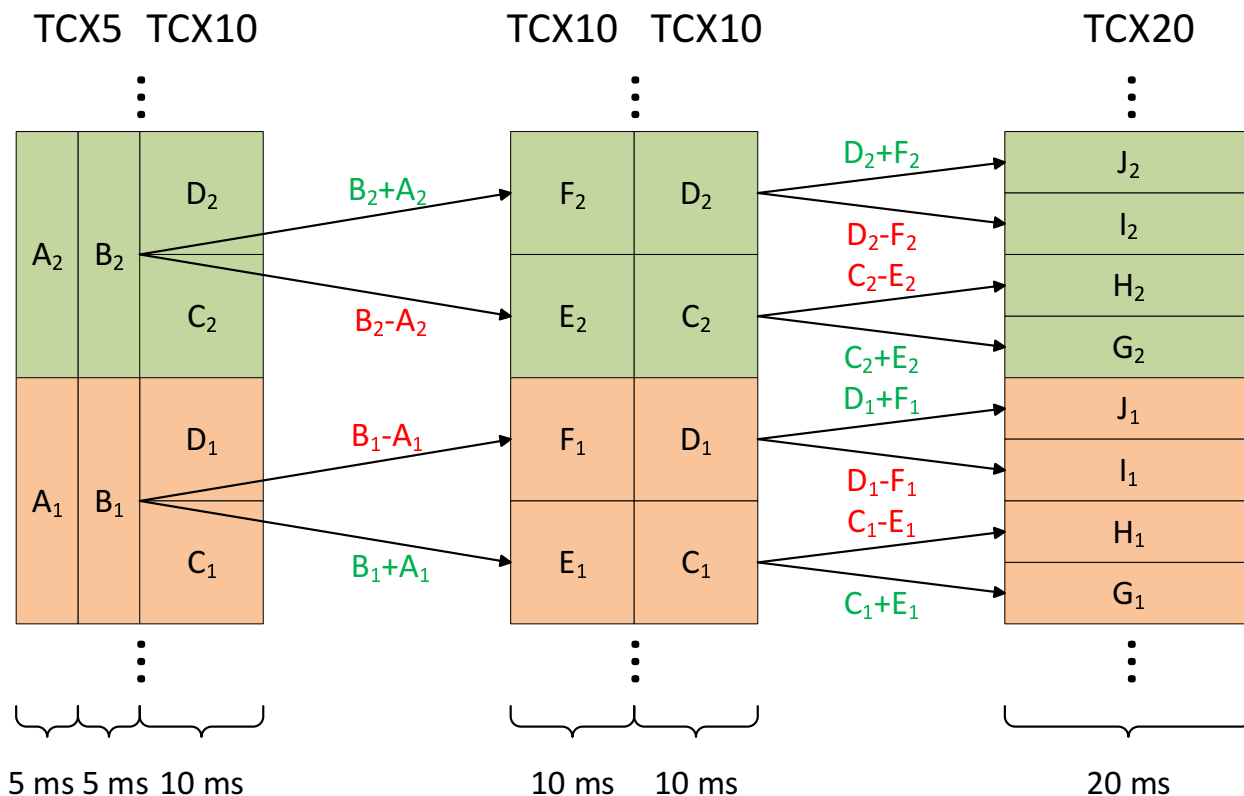 TCX5 TCX10 TCX10 TCX10 TCX20
A₂ B₂ D₂ C₂
B₂+A₂
B₂-A₂
F₂ D₂
E₂ C₂
D₂+F₂
D₂-F₂
C₂-E₂
C₂+E₂
J₂
I₂
H₂
G₂
A₁ B₁ D₁ C₁
B₁-A₁
B₁+A₁
F₁ D₁
E₁ C₁
D₁+F₁
D₁-F₁
C₁-E₁
C₁+E₁
J₁
I₁
H₁
G₁
5 ms 5 ms 10 ms 10 ms 10 ms 20 ms